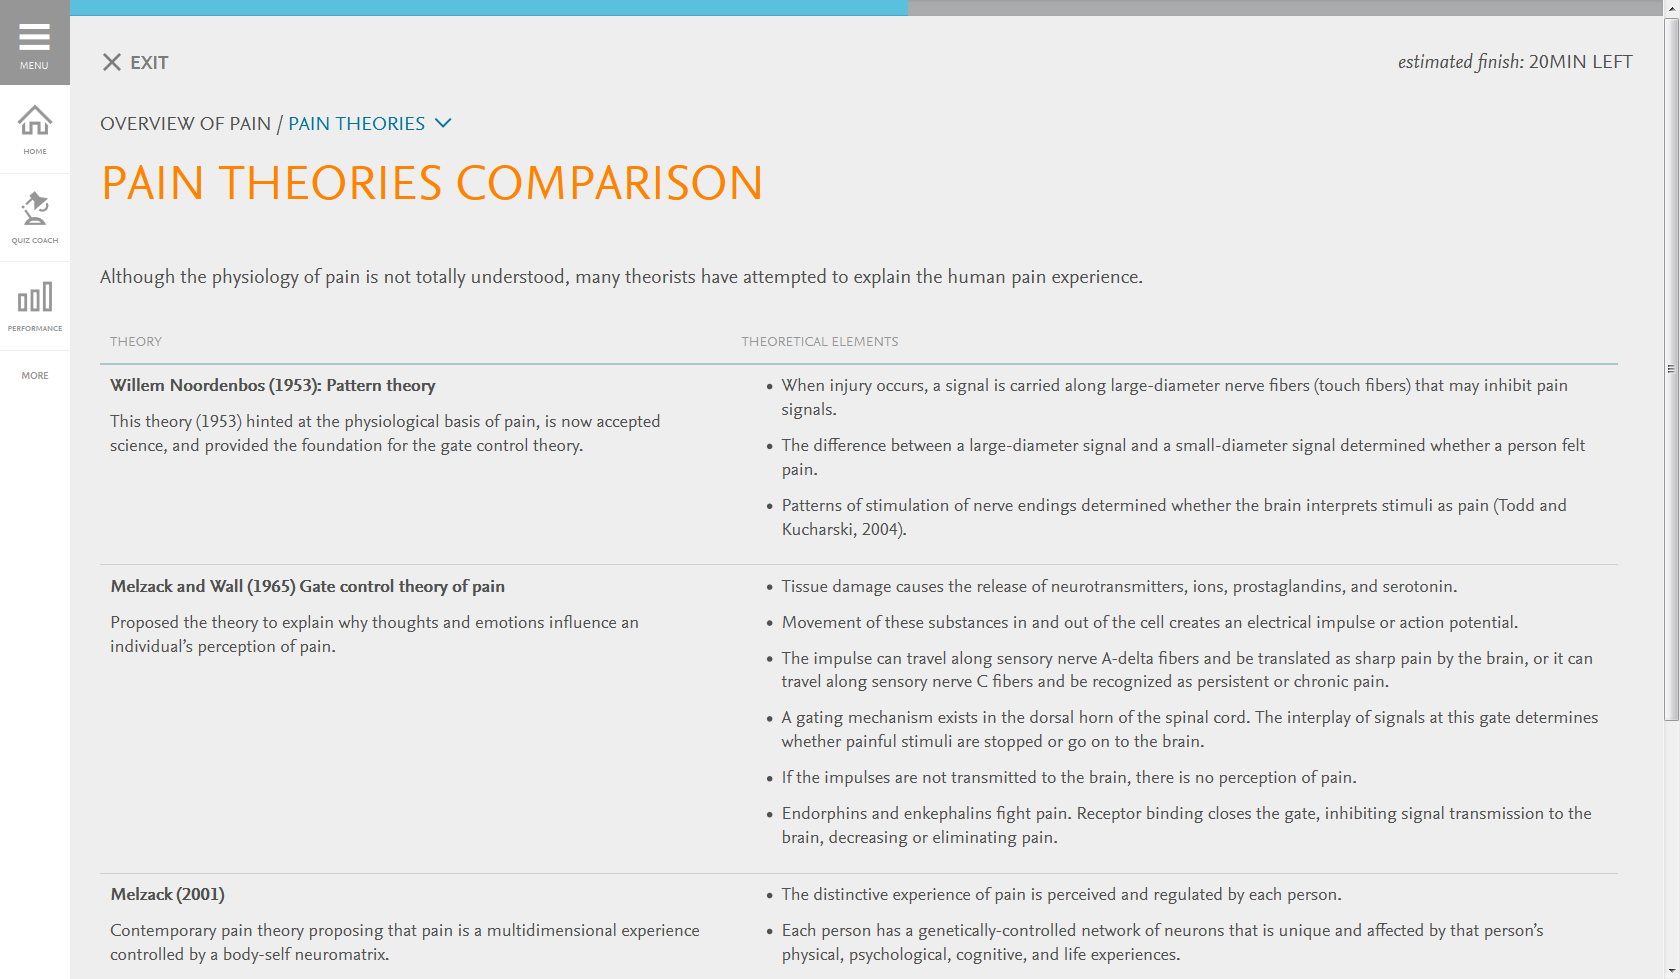 MENU
HOME
QUIZ COACH
PERFORMANCE
MORE
EXIT
estimated finish: 20MIN LEFT
OVERVIEW OF PAIN / PAIN THEORIES
PAIN THEORIES COMPARISON
Although the physiology of pain is not totally understood, many theorists have attempted to explain the human pain experience.
THEORY
THEORETICAL ELEMENTS
Willem Noordenbos (1953): Pattern theory
This theory (1953) hinted at the physiological basis of pain, is now accepted
science, and provided the foundation for the gate control theory.
• When injury occurs, a signal is carried along large-diameter nerve fibers (touch fibers) that may inhibit pain
signals.
• The difference between a large-diameter signal and a small-diameter signal determined whether a person felt
pain.
• Patterns of stimulation of nerve endings determined whether the brain interprets stimuli as pain (Todd and
Kucharski, 2004).
Melzack and Wall (1965) Gate control theory of pain
Proposed the theory to explain why thoughts and emotions influence an
individual's perception of pain.
• Tissue damage causes the release of neurotransmitters, ions, prostaglandins, and serotonin.
• Movement of these substances in and out of the cell creates an electrical impulse or action potential.
• The impulse can travel along sensory nerve A-delta fibers and be translated as sharp pain by the brain, or it can
travel along sensory nerve C fibers and be recognized as persistent or chronic pain.
• A gating mechanism exists in the dorsal horn of the spinal cord. The interplay of signals at this gate determines
whether painful stimuli are stopped or go on to the brain.
• If the impulses are not transmitted to the brain, there is no perception of pain.
• Endorphins and enkephalins fight pain. Receptor binding closes the gate, inhibiting signal transmission to the
brain, decreasing or eliminating pain.
Melzack (2001)
Contemporary pain theory proposing that pain is a multidimensional experience
controlled by a body-self neuromatrix.
• The distinctive experience of pain is perceived and regulated by each person.
• Each person has a genetically-controlled network of neurons that is unique and affected by that person's
physical, psychological, cognitive, and life experiences.